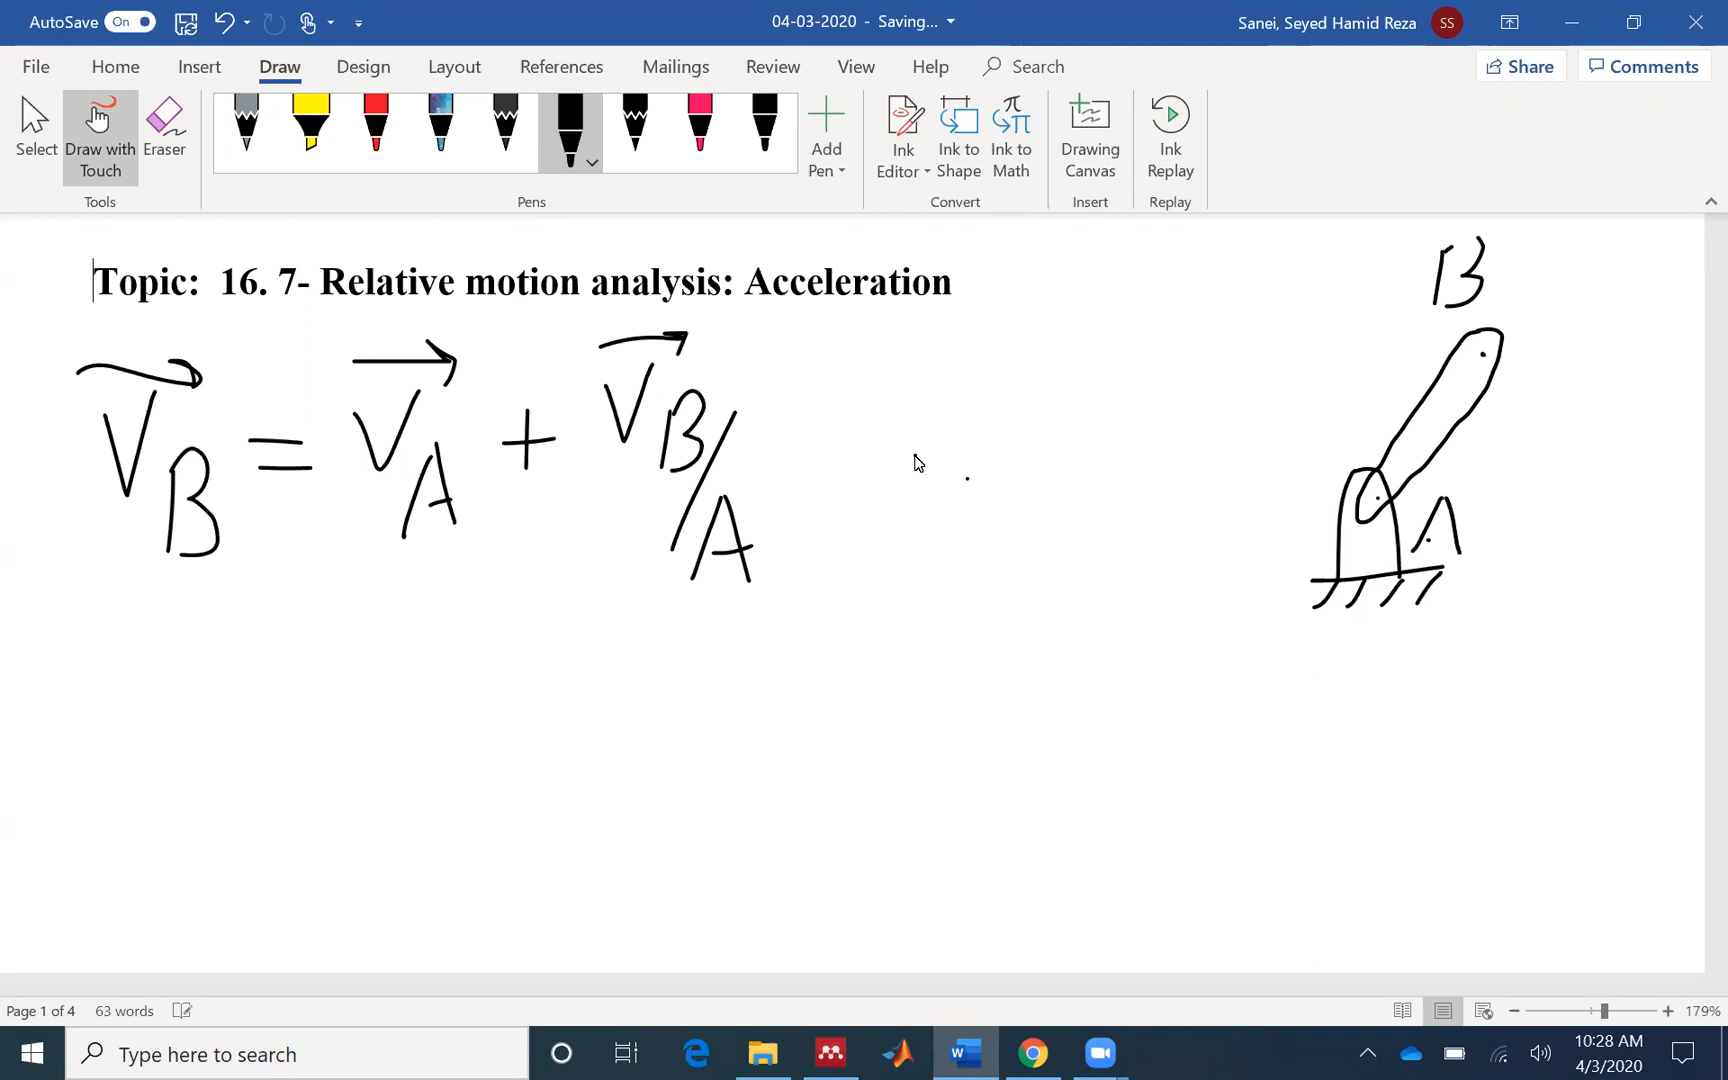 AutoSave On 04-03-2020 - Saving... Sanei, Seyed Hamid Reza SS
File Home Insert Draw Design Layout References Mailings Review View Help Search Share Comments
Select Draw with Touch Eraser Add Pen Ink Editor Ink to Shape Ink to Math Drawing Canvas Ink Replay
Tools Pens Convert Insert Replay
Topic: 16. 7- Relative motion analysis: Acceleration
B
V_B = V_A + V_B/A
A
Page 1 of 4 63 words 179%
Type here to search 10:28 AM
4/3/2020